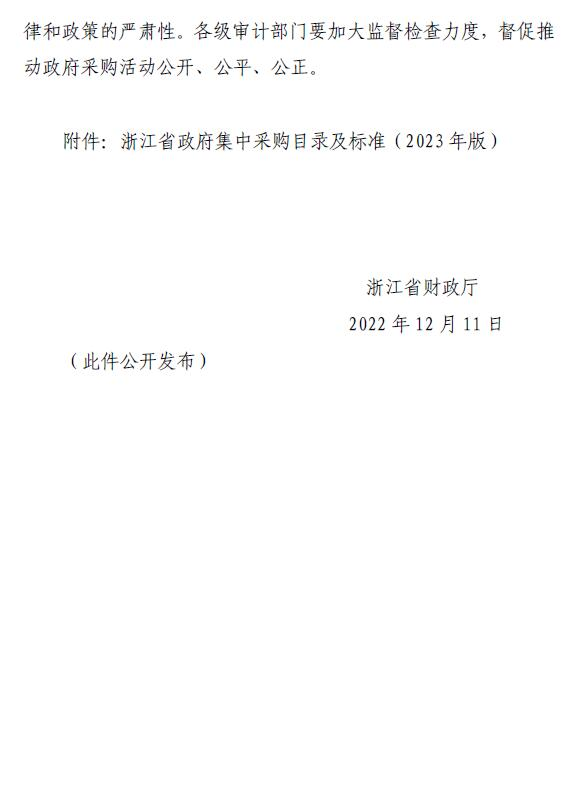 律和政策的严肃性。各级审计部门要加大监督检查力度，督促推
动政府采购活动公开、公平、公正。
附件：浙江省政府集中采购目录及标准（2023年版）
浙江省财政厅
2022年12月11日
（此件公开发布）